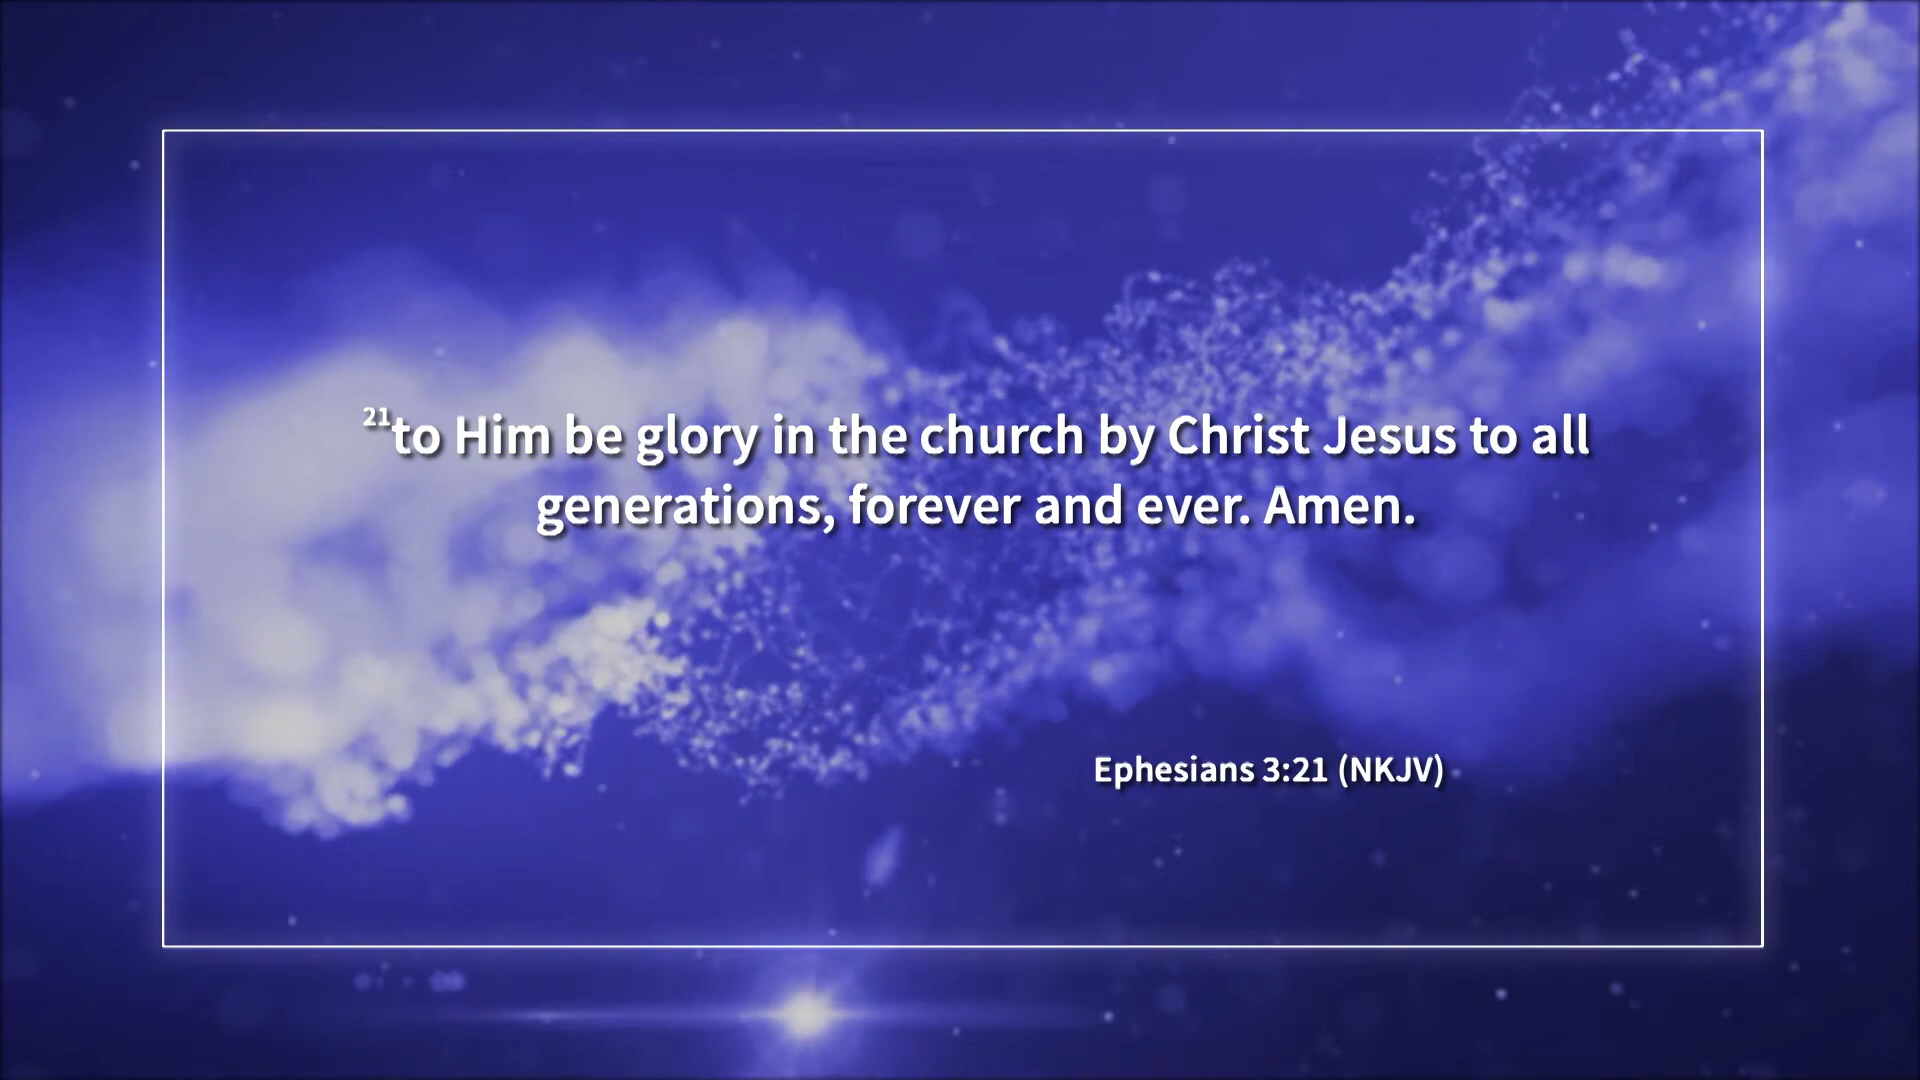 21to Him be glory in the church by Christ Jesus to all
generations, forever and ever. Amen.
Ephesians 3:21 (NKJV)